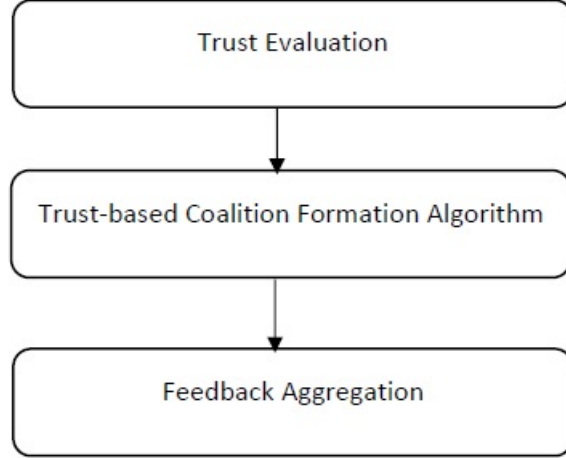 Trust Evaluation
Trust-based Coalition Formation Algorithm
Feedback Aggregation